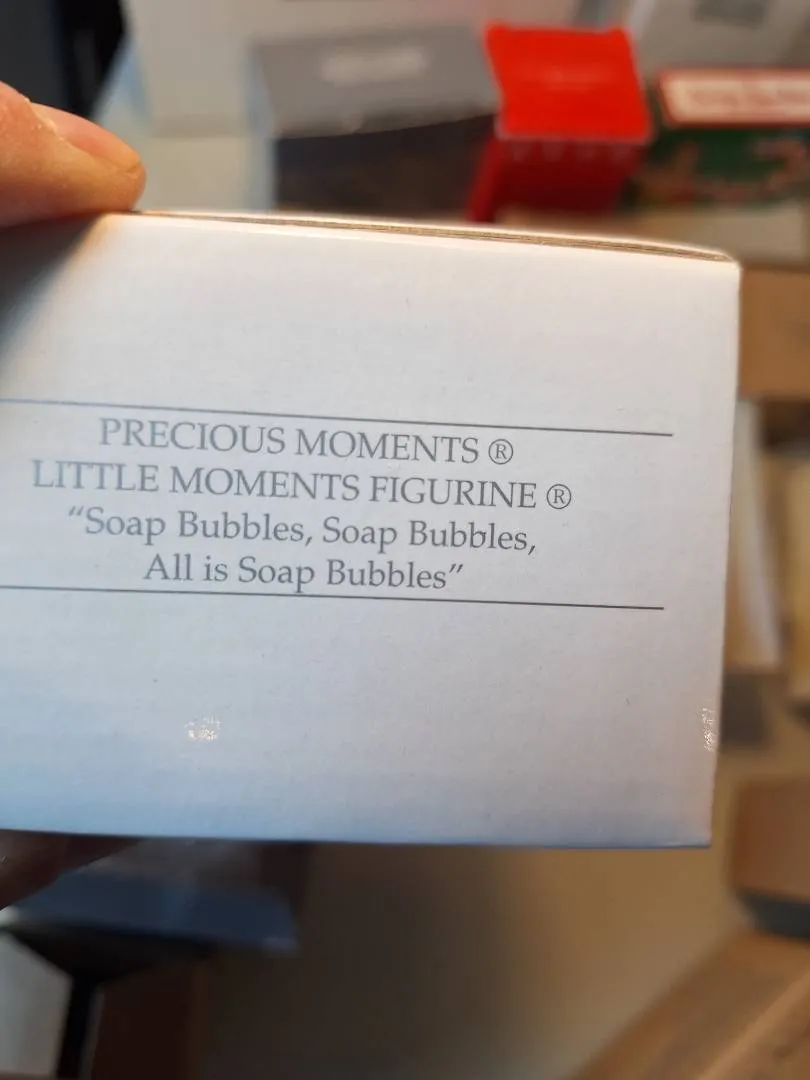 PRECIOUS MOMENTS ®
LITTLE MOMENTS FIGURINE ®
“Soap Bubbles, Soap Bubbles,
All is Soap Bubbles”